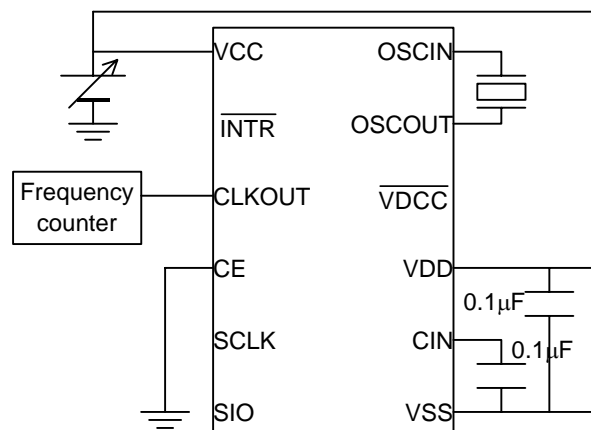 VCC
OSCIN
INTR
OSCOUT
Frequency
counter
CLKOUT
VDCC
CE
VDD
0.1μF
SCLK
CIN
0.1μF
SIO
VSS